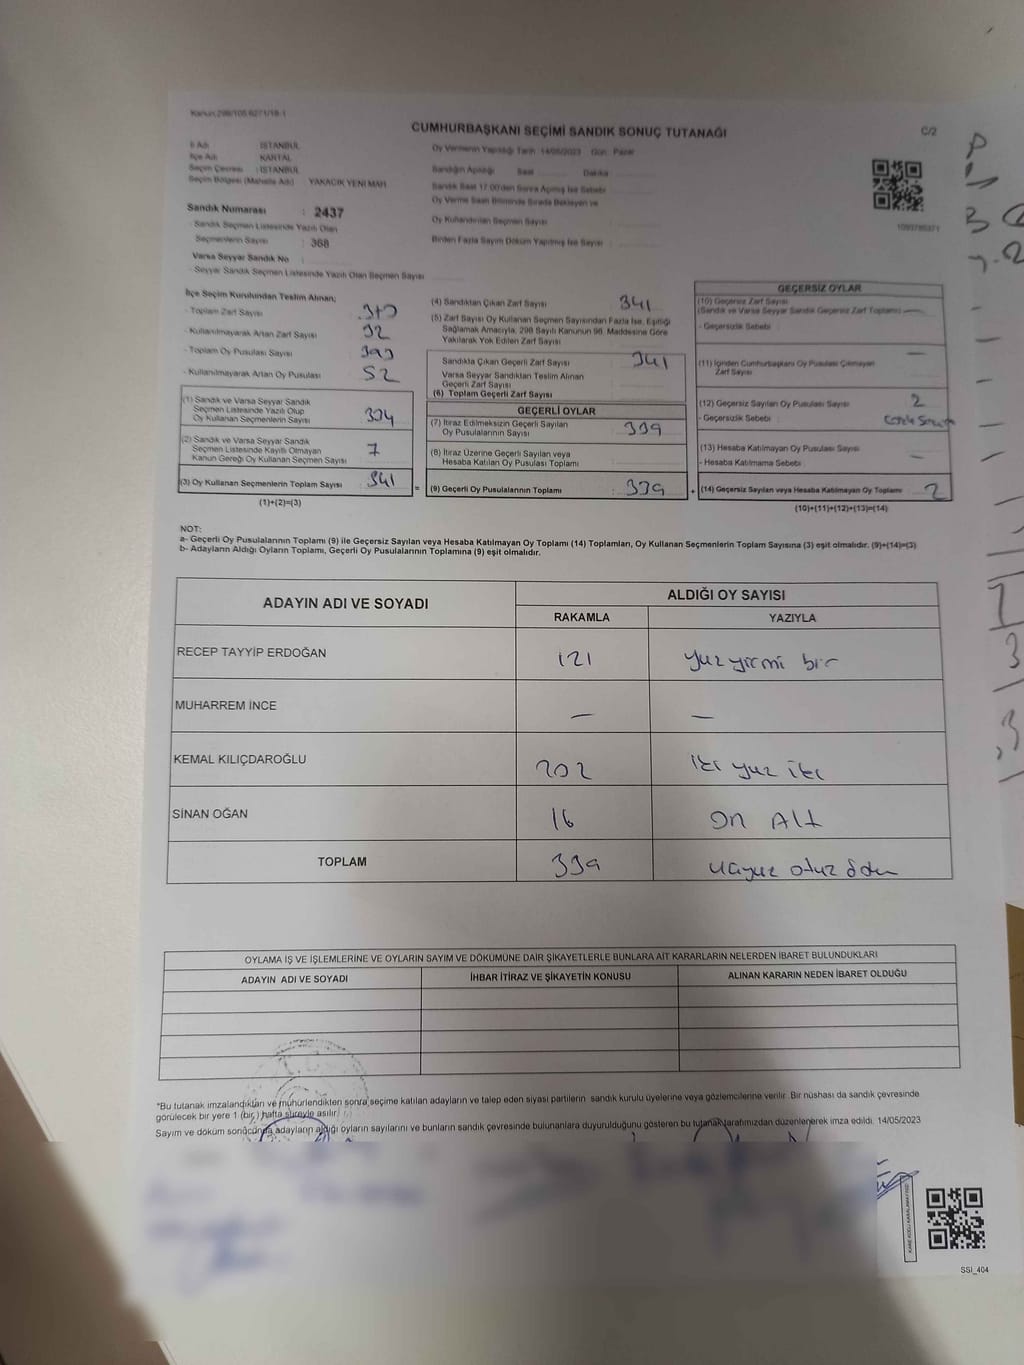 Kanun:298/105 6271/18-1
CUMHURBAŞKANI SEÇİMİ SANDIK SONUÇ TUTANAĞI
C/2
İl Adı : İSTANBUL
İlçe Adı : KARTAL
Seçim Çevresi : İSTANBUL
Seçim Bölgesi (Mahalle Adı) : YAKACIK YENİ MAH.
Sandık Numarası : 2437
- Sandık Seçmen Listesinde Yazılı Olan
Seçmenlerin Sayısı : 368
Varsa Seyyar Sandık No :
- Seyyar Sandık Seçmen Listesinde Yazılı Olan Seçmen Sayısı
Oy Vermenin Yapıldığı Tarih: 14/05/2023 Gün: Pazar
Sandığın Açıldığı Saat Dakika
Sandık Saat 17:00'den Sonra Açılmış İse Sebebi
Oy Verme Saati Bitiminde Sırada Bekleyen ve
Oy Kullandırılan Seçmen Sayısı
Birden Fazla Sayım Döküm Yapılmış İse Sayısı
1093785371
İlçe Seçim Kurulundan Teslim Alınan;
- Toplam Zarf Sayısı
- Kullanılmayarak Artan Zarf Sayısı
- Toplam Oy Pusulası Sayısı
- Kullanılmayarak Artan Oy Pusulası 52
(1) Sandık ve Varsa Seyyar Sandık
Seçmen Listesinde Yazılı Olup
Oy Kullanan Seçmenlerin Sayısı 334
(2) Sandık ve Varsa Seyyar Sandık
Seçmen Listesinde Kayıtlı Olmayan
Kanun Gereği Oy Kullanan Seçmen Sayısı 7
(3) Oy Kullanan Seçmenlerin Toplam Sayısı 341
(1)+(2)=(3)
(4) Sandıktan Çıkan Zarf Sayısı 341
(5) Zarf Sayısı Oy Kullanan Seçmen Sayısından Fazla İse, Eşitliği
Sağlamak Amacıyla, 298 Sayılı Kanunun 98. Maddesine Göre
Yakılarak Yok Edilen Zarf Sayısı
Sandıkta Çıkan Geçerli Zarf Sayısı 341
Varsa Seyyar Sandıktan Teslim Alınan
Geçerli Zarf Sayısı
(6) Toplam Geçerli Zarf Sayısı
GEÇERLİ OYLAR
(7) İtiraz Edilmeksizin Geçerli Sayılan
Oy Pusulalarının Sayısı 339
(8) İtiraz Üzerine Geçerli Sayılan veya
Hesaba Katılan Oy Pusulası Toplamı
= (9) Geçerli Oy Pusulalarının Toplamı 339
GEÇERSİZ OYLAR
(10) Geçersiz Zarf Sayısı
(Sandık ve Varsa Seyyar Sandık Geçersiz Zarf Toplamı) —
- Geçersizlik Sebebi
(11) İçinden Cumhurbaşkanı Oy Pusulası Çıkmayan —
Zarf Sayısı
(12) Geçersiz Sayılan Oy Pusulası Sayısı 2
- Geçersizlik Sebebi
(13) Hesaba Katılmayan Oy Pusulası Sayısı —
- Hesaba Katılmama Sebebi
+ (14) Geçersiz Sayılan veya Hesaba Katılmayan Oy Toplamı 2
(10)+(11)+(12)+(13)=(14)
NOT:
a- Geçerli Oy Pusulalarının Toplamı (9) ile Geçersiz Sayılan veya Hesaba Katılmayan Oy Toplamı (14) Toplamları, Oy Kullanan Seçmenlerin Toplam Sayısına (3) eşit olmalıdır. (9)+(14)=(3)
b- Adayların Aldığı Oyların Toplamı, Geçerli Oy Pusulalarının Toplamına (9) eşit olmalıdır.
ADAYIN ADI VE SOYADI ALDIĞI OY SAYISI
RAKAMLA YAZIYLA
RECEP TAYYİP ERDOĞAN 121 yüz yirmi bir
MUHARREM İNCE — —
KEMAL KILIÇDAROĞLU 202 iki yüz iki
SİNAN OĞAN 16 on Altı
TOPLAM 339 üçyüz otuz dokuz
OYLAMA İŞ VE İŞLEMLERİNE VE OYLARIN SAYIM VE DÖKÜMÜNE DAİR ŞİKAYETLERLE BUNLARA AİT KARARLARIN NELERDEN İBARET BULUNDUKLARI
ADAYIN ADI VE SOYADI İHBAR İTİRAZ VE ŞİKAYETİN KONUSU ALINAN KARARIN NEDEN İBARET OLDUĞU
*Bu tutanak imzalandıktan ve mühürlendikten sonra seçime katılan adayların ve talep eden siyasi partilerin sandık kurulu üyelerine veya gözlemcilerine verilir. Bir nüshası da sandık çevresinde
görülecek bir yere 1 (bir) hafta süreyle asılır.
Sayım ve döküm sonucunda adayların aldığı oyların sayılarını ve bunların sandık çevresinde bulunanlara duyurulduğunu gösteren bu tutanak tarafımızdan düzenlenerek imza edildi. 14/05/2023
KARE KODU KARALAMAYINIZ
SSİ_404